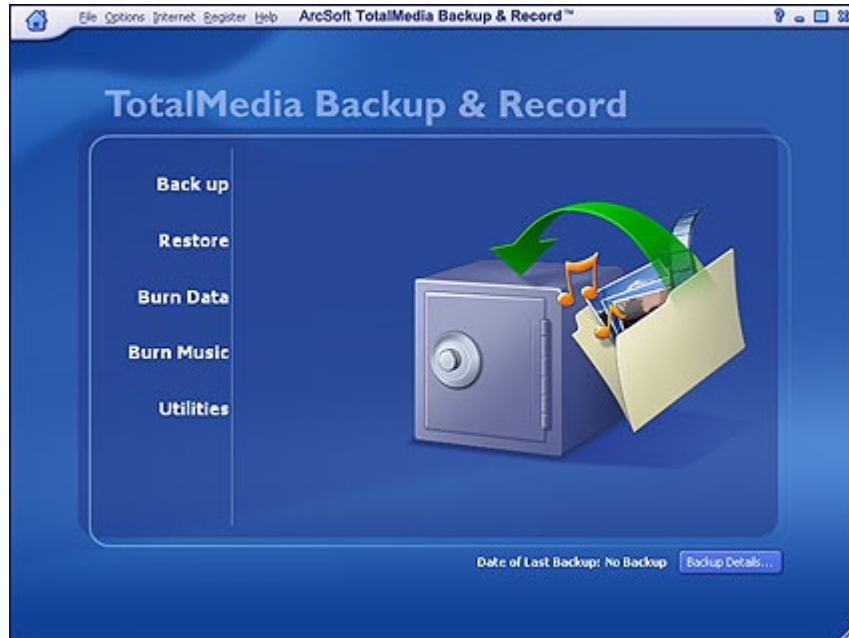 File Options Internet Register Help ArcSoft TotalMedia Backup & Record™ ?
TotalMedia Backup & Record
Back up
Restore
Burn Data
Burn Music
Utilities
Date of Last Backup: No Backup Backup Details...